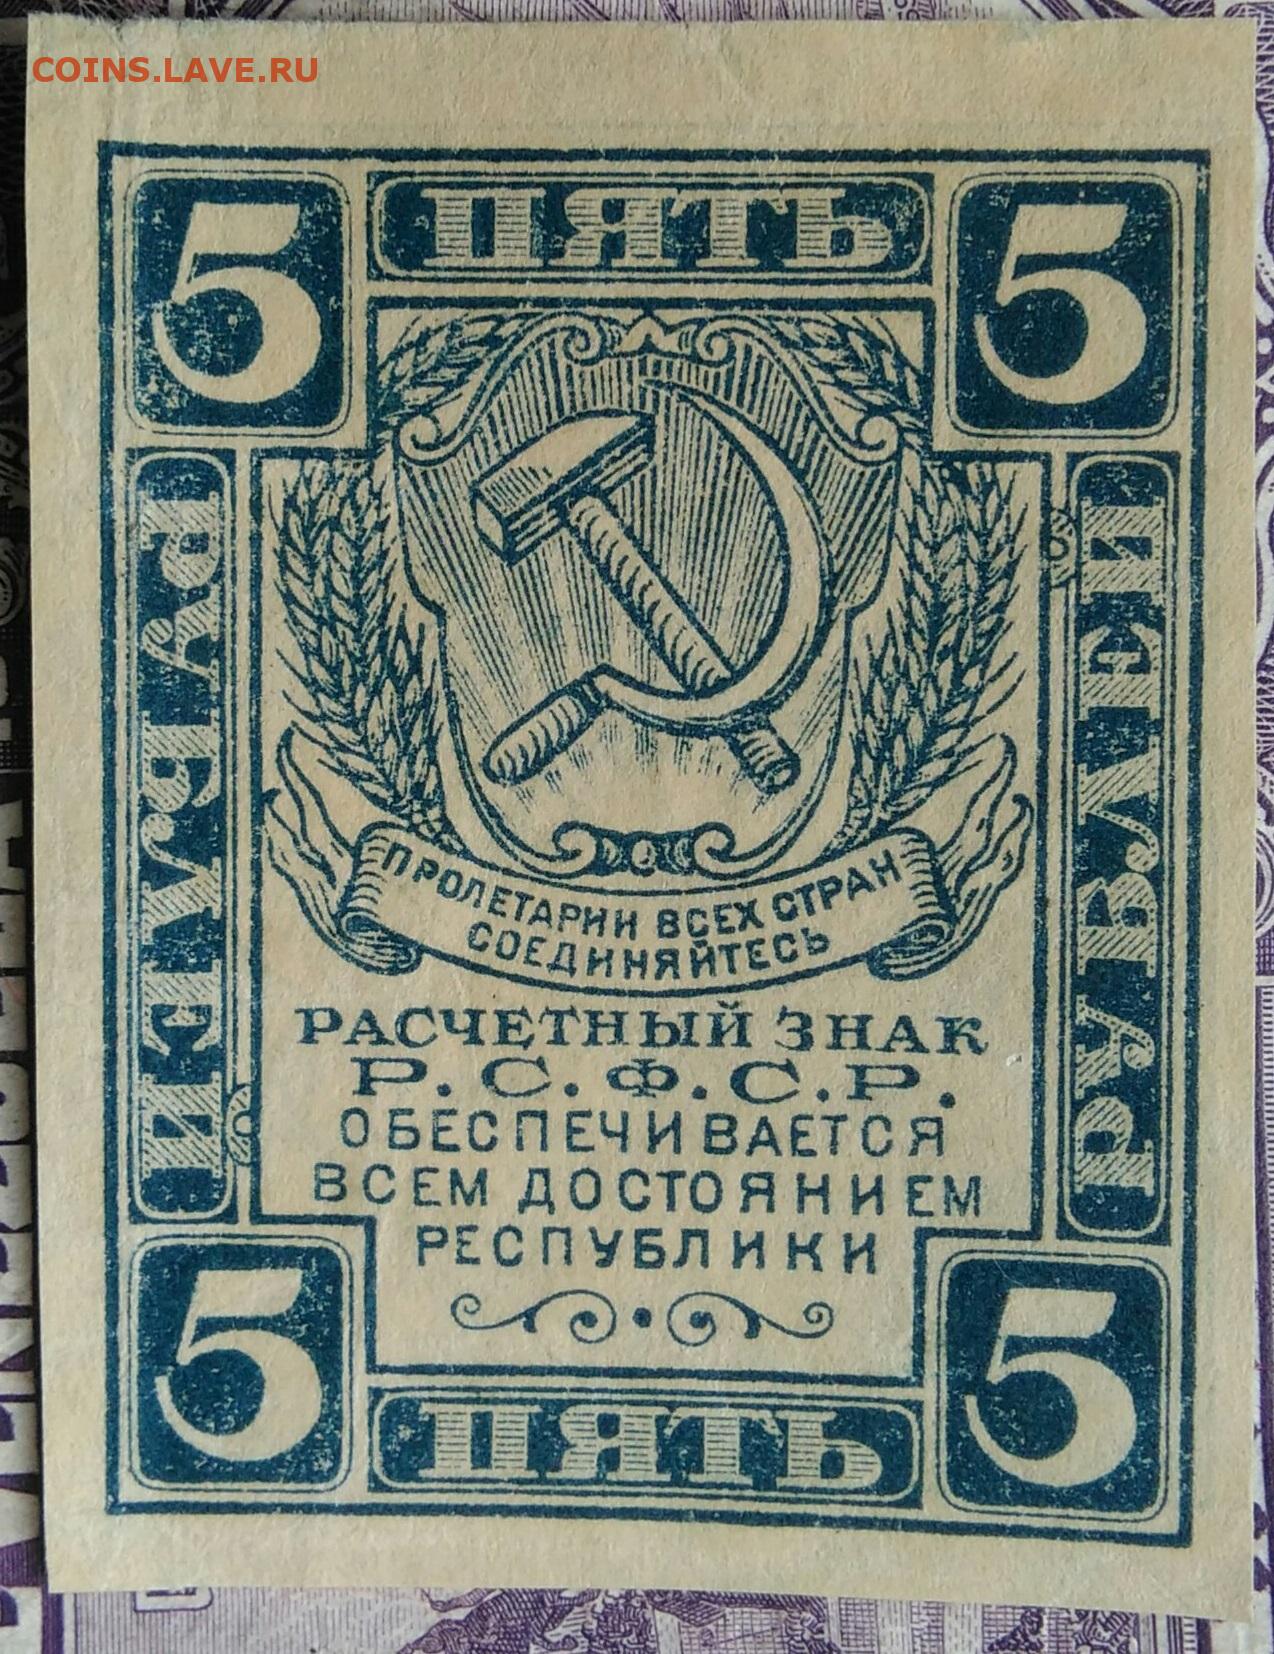 COINS.LAVE.RU
5 ПЯТЬ 5
РУБЛЕЙ
РУБЛЕЙ
ПРОЛЕТАРИИ ВСЕХ СТРАН
СОЕДИНЯЙТЕСЬ
РАСЧЕТНЫЙ ЗНАК
Р.С.Ф.С.Р.
ОБЕСПЕЧИВАЕТСЯ
ВСЕМ ДОСТОЯНИЕМ
РЕСПУБЛИКИ
5 ПЯТЬ 5